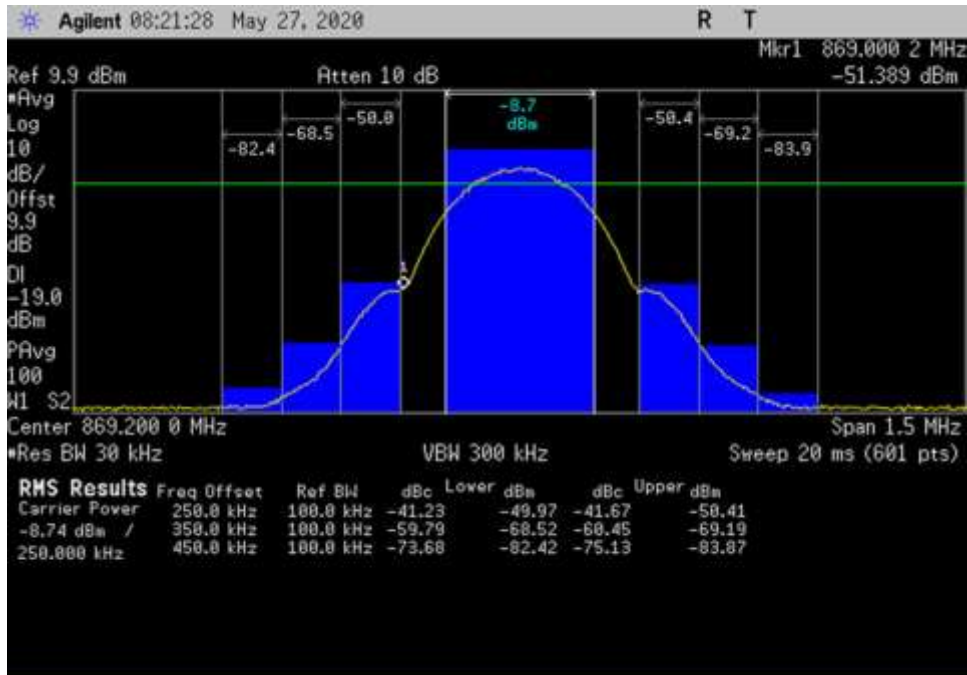 Agilent 08:21:28 May 27, 2020 R T
Mkr1 869.000 2 MHz
Ref 9.9 dBm Atten 10 dB -51.389 dBm
#Avg
Log
10
dB/
Offst
9.9
dB
DI
-19.0
dBm
PAvg
100
W1 S2
-82.4 -68.5 -50.0 -8.7 dBm -50.4 -69.2 -83.9
1
Center 869.200 0 MHz Span 1.5 MHz
#Res BW 30 kHz VBW 300 kHz Sweep 20 ms (601 pts)
RMS Results Freq Offset Ref BW dBc Lower dBm dBc Upper dBm
Carrier Power 250.0 kHz 100.0 kHz -41.23 -49.97 -41.67 -50.41
-8.74 dBm / 350.0 kHz 100.0 kHz -59.79 -68.52 -60.45 -69.19
250.000 kHz 450.0 kHz 100.0 kHz -73.68 -82.42 -75.13 -83.87